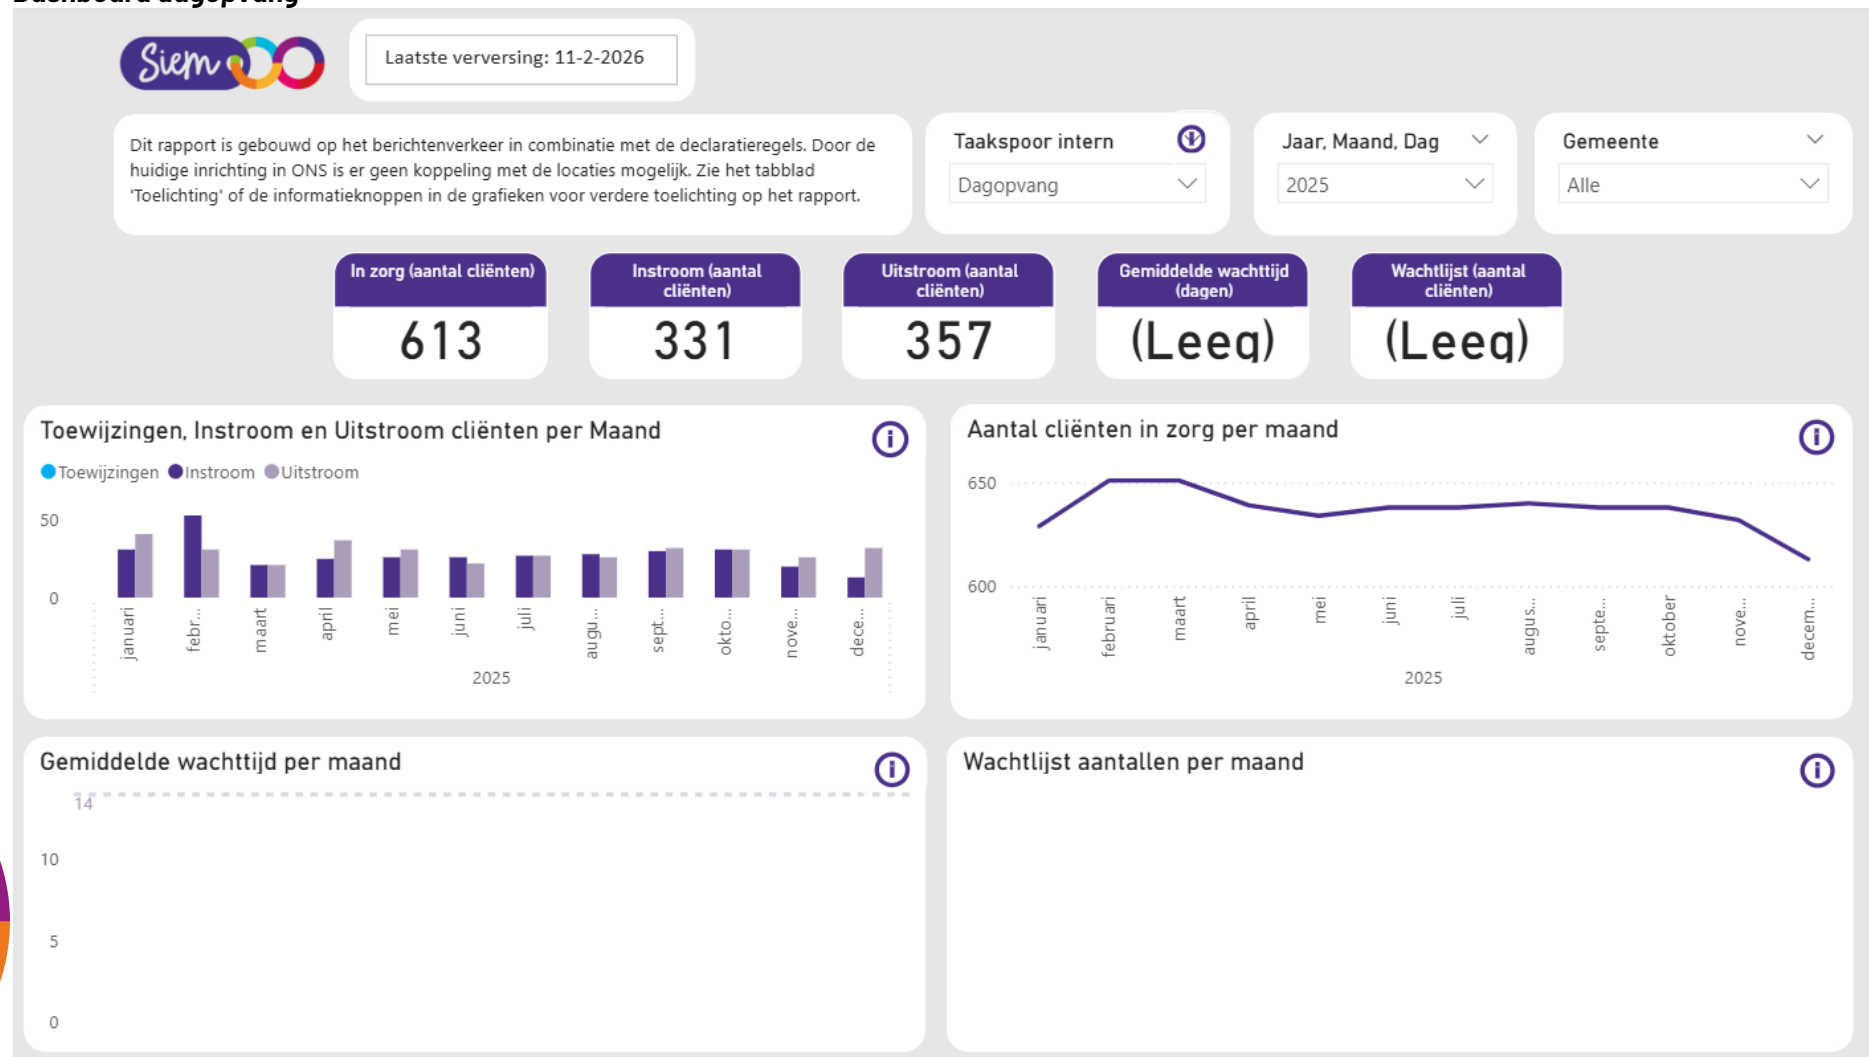 Dashboard dagopvang
Siem
Laatste verversing: 11-2-2026
Dit rapport is gebouwd op het berichtenverkeer in combinatie met de declaratieregels. Door de
huidige inrichting in ONS is er geen koppeling met de locaties mogelijk. Zie het tabblad
'Toelichting' of de informatieknoppen in de grafieken voor verdere toelichting op het rapport.
Taakspoor intern
Dagopvang
Jaar, Maand, Dag
2025
Gemeente
Alle
In zorg (aantal cliënten)
613
Instroom (aantal
cliënten)
331
Uitstroom (aantal
cliënten)
357
Gemiddelde wachttijd
(dagen)
(Leeg)
Wachtlijst (aantal
cliënten)
(Leeg)
Toewijzingen, Instroom en Uitstroom cliënten per Maand
Toewijzingen Instroom Uitstroom
50
0
januari
febr...
maart
april
mei
juni
juli
augu...
sept...
okto...
nove...
dece...
2025
Aantal cliënten in zorg per maand
650
600
januari
februari
maart
april
mei
juni
juli
augus...
septe...
oktober
nove...
decem...
2025
Gemiddelde wachttijd per maand
14
10
5
0
Wachtlijst aantallen per maand